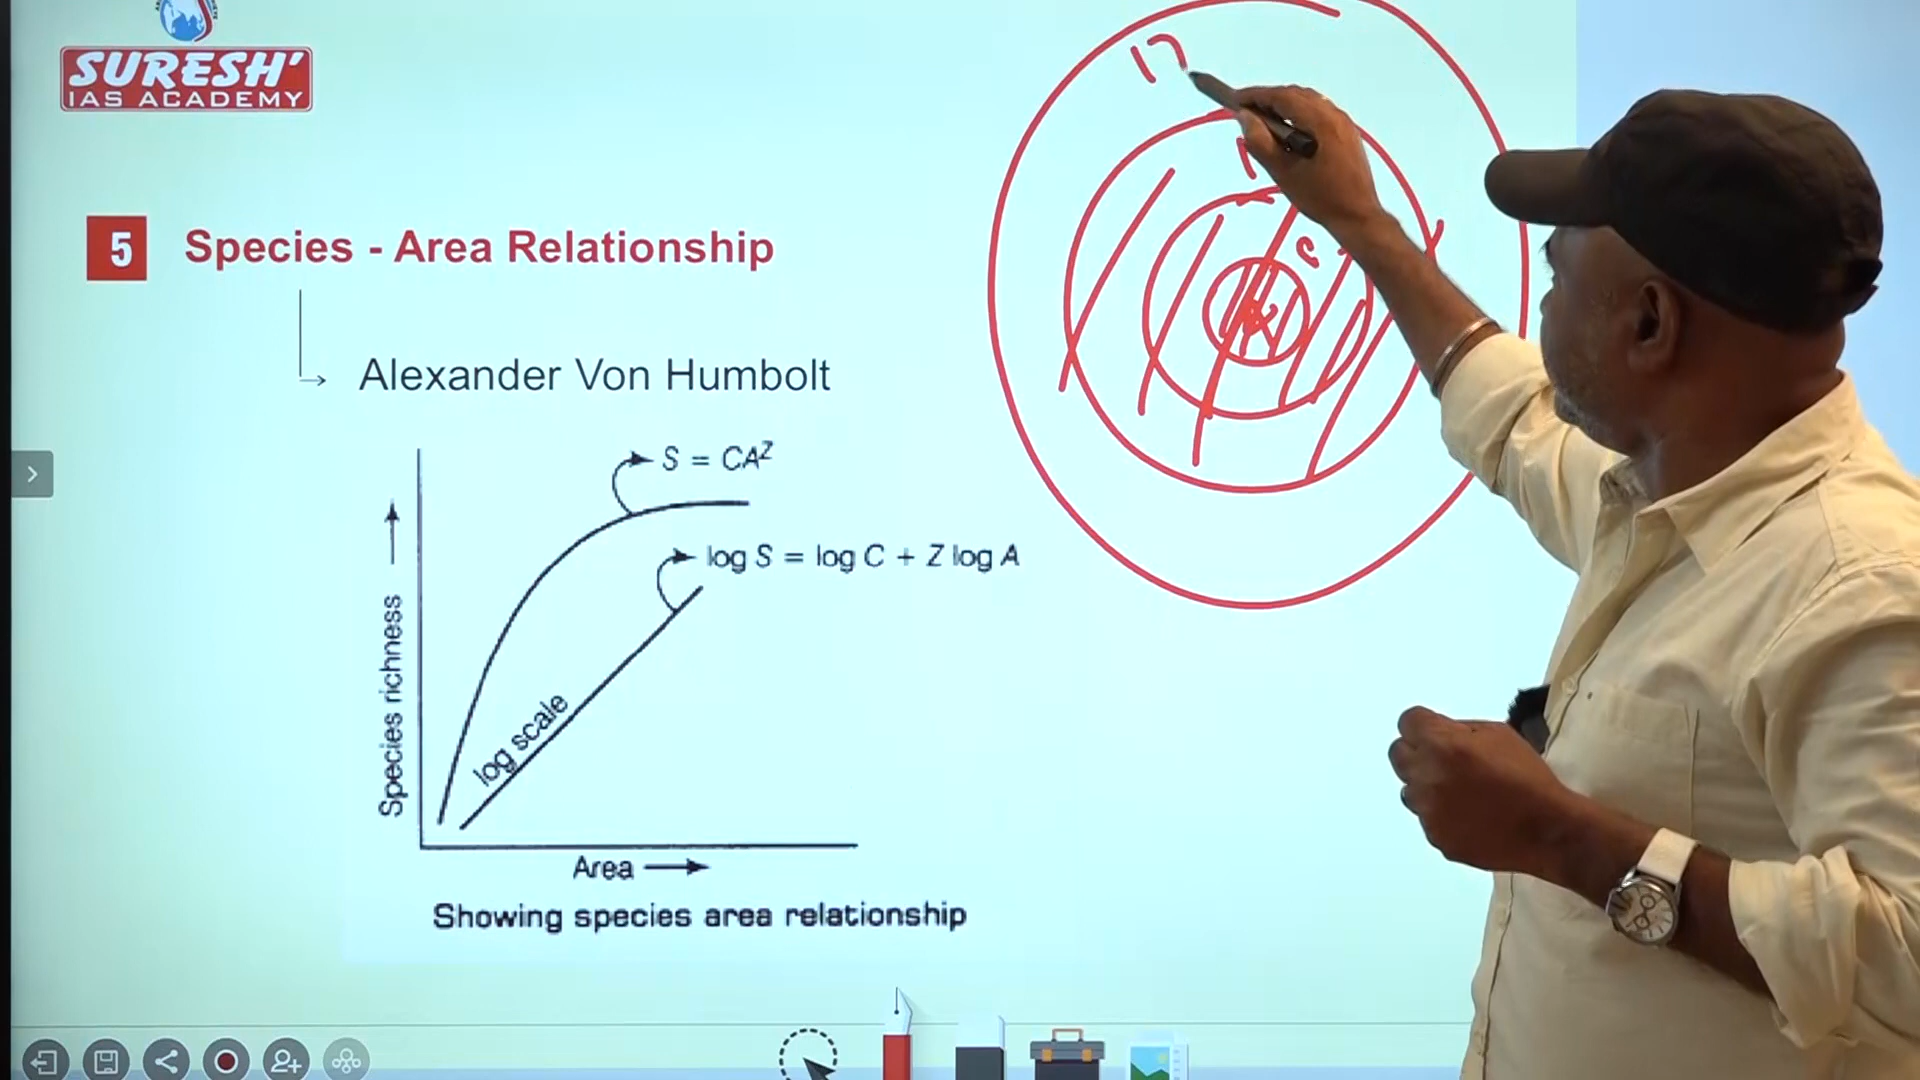 SURESH'
IAS ACADEMY
5 Species - Area Relationship
Alexander Von Humbolt
S = CA^Z
log S = log C + Z log A
log scale
Species richness
Area
Showing species area relationship